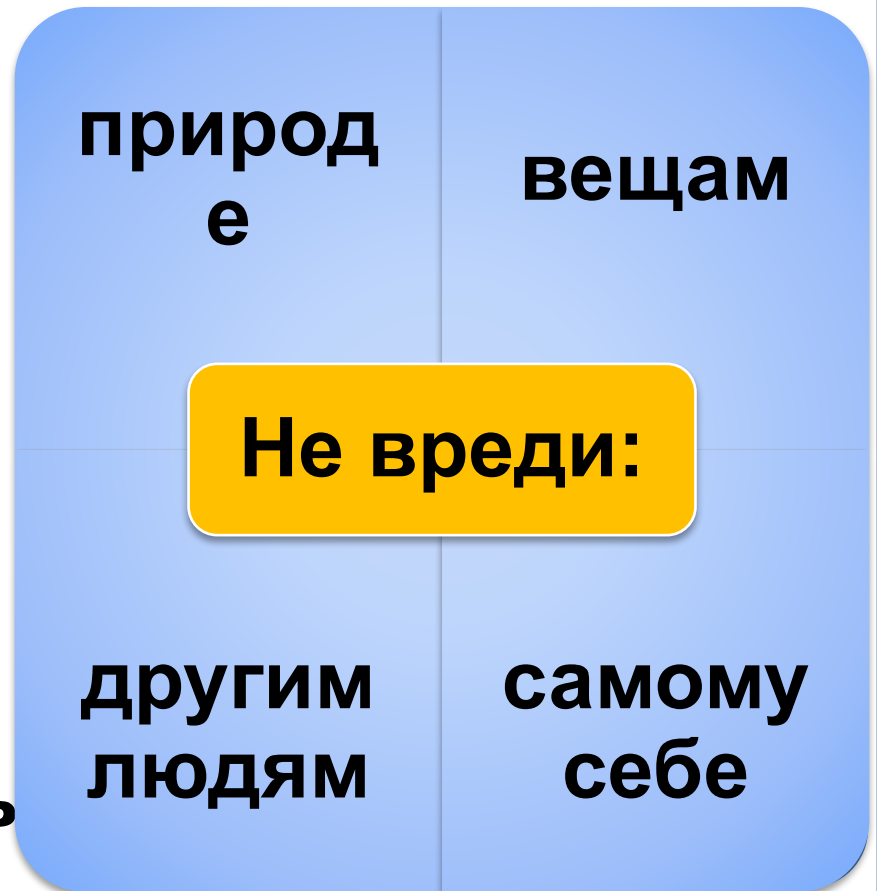 природ
е
вещам
Не вреди:
другим
людям
самому
себе
ь